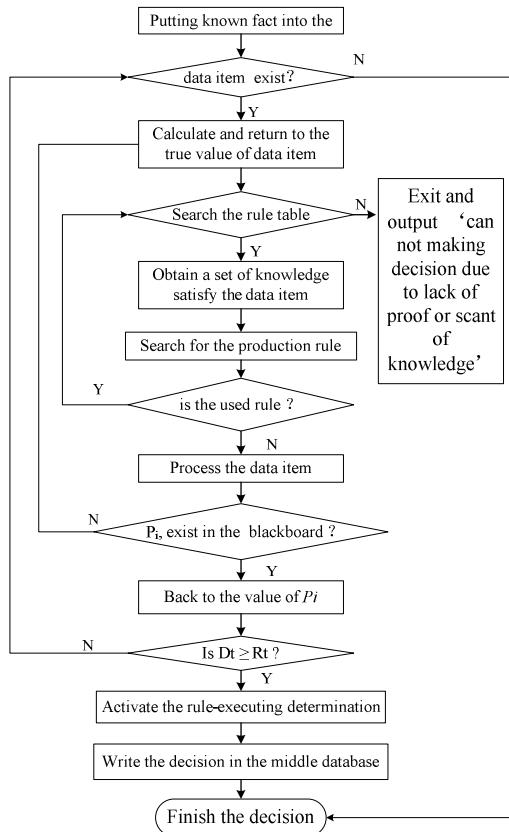 Putting known fact into the
N
data item exist?
Y
Calculate and return to the
true value of data item
Search the rule table
N
Y
Exit and
output ‘can
not making
decision due
to lack of
proof or scant
of
knowledge’
Obtain a set of knowledge
satisfy the data item
Search for the production rule
Y
is the used rule ?
N
Process the data item
N
Pi, exist in the blackboard ?
Y
Back to the value of Pi
N
Is Dt ≥ Rt ?
Y
Activate the rule-executing determination
Write the decision in the middle database
Finish the decision